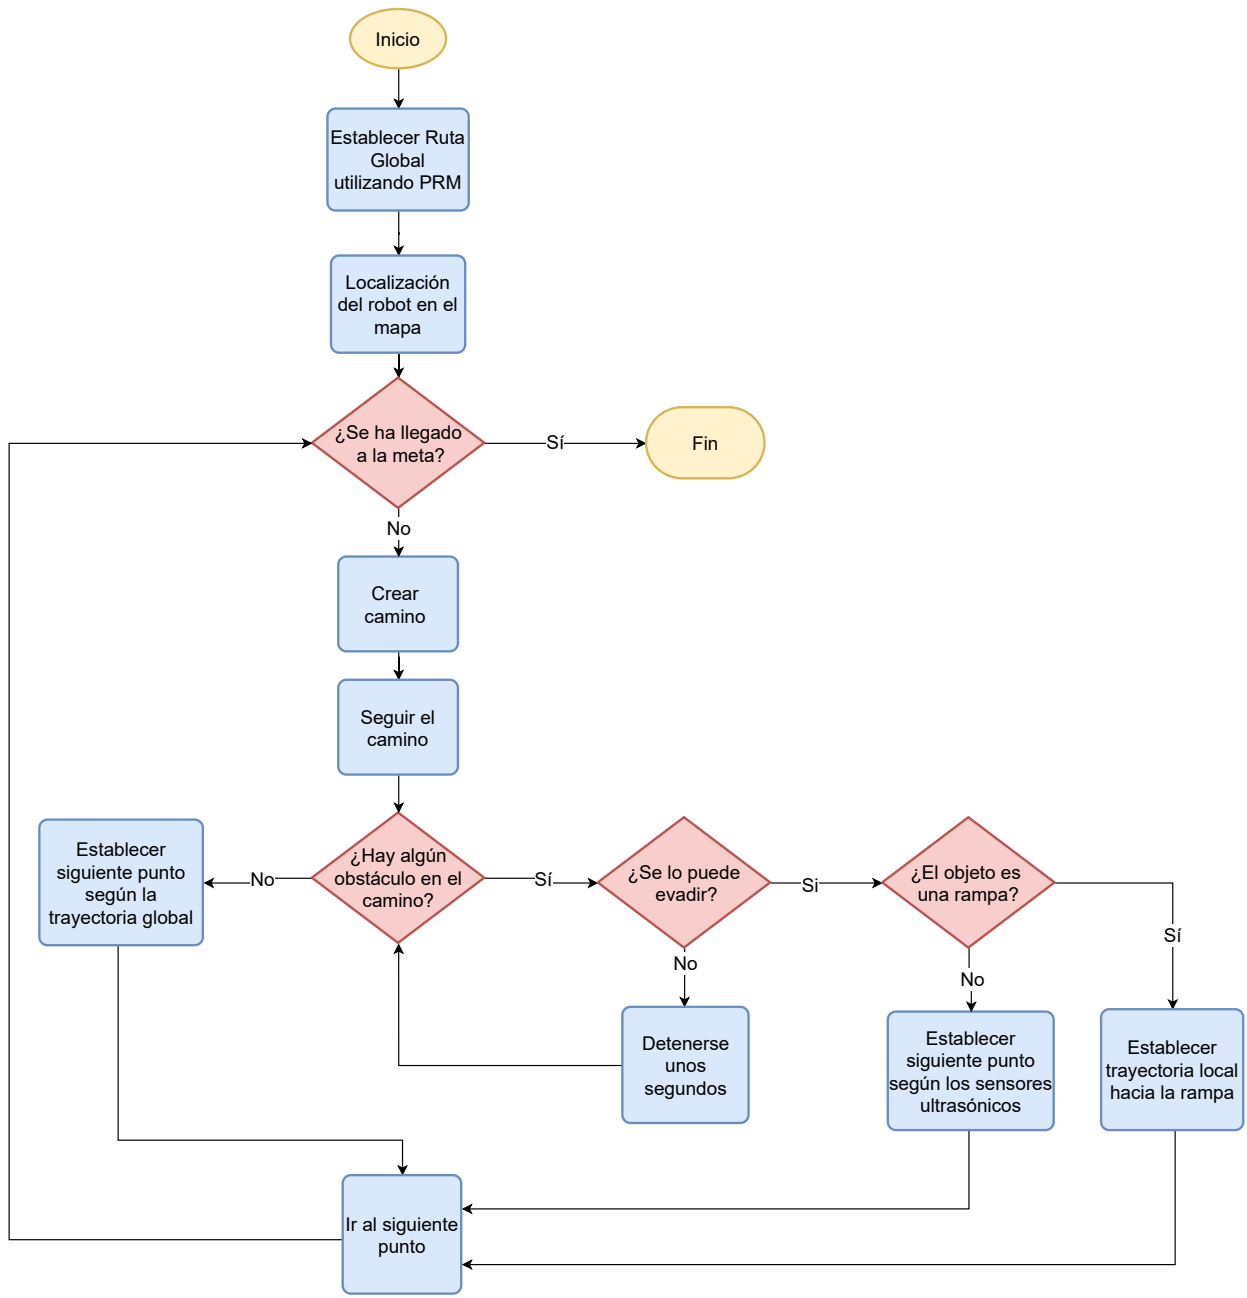 Inicio
Establecer Ruta
Global
utilizando PRM
Localización
del robot en el
mapa
¿Se ha llegado
a la meta?
Sí
Fin
No
Crear
camino
Seguir el
camino
¿Hay algún
obstáculo en el
camino?
No
Establecer
siguiente punto
según la
trayectoria global
Sí
¿Se lo puede
evadir?
Si
¿El objeto es
una rampa?
Sí
No
No
Detenerse
unos
segundos
Establecer
siguiente punto
según los sensores
ultrasónicos
Establecer
trayectoria local
hacia la rampa
Ir al siguiente
punto